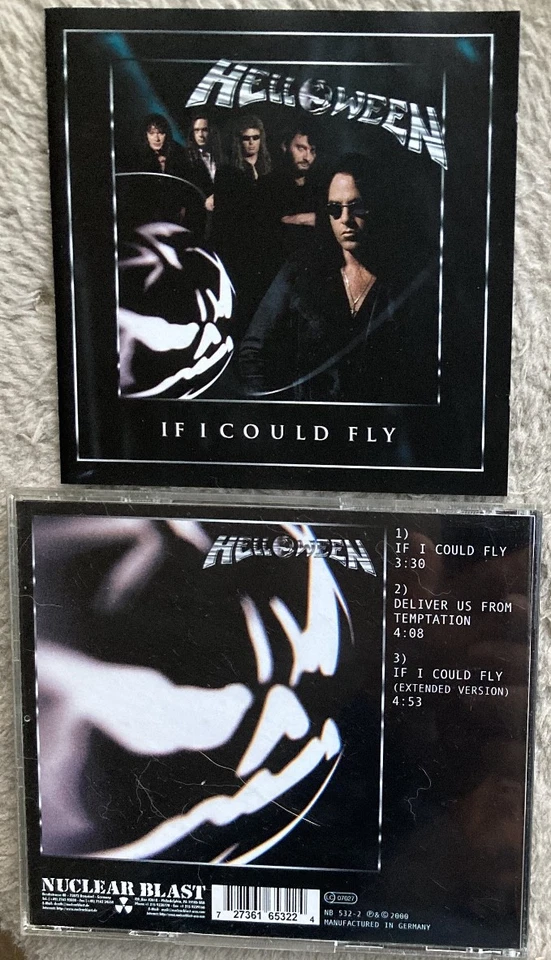 HELLOWEEN
IF I COULD FLY
HELLOWEEN
1)
IF I COULD FLY
3:30
2)
DELIVER US FROM
TEMPTATION
4:08
3)
IF I COULD FLY
(EXTENDED VERSION)
4:53
NUCLEAR BLAST
7 27361 65322 4
LC 07027
NB 532-2 Ⓟ&© 2000
MANUFACTURED IN GERMANY